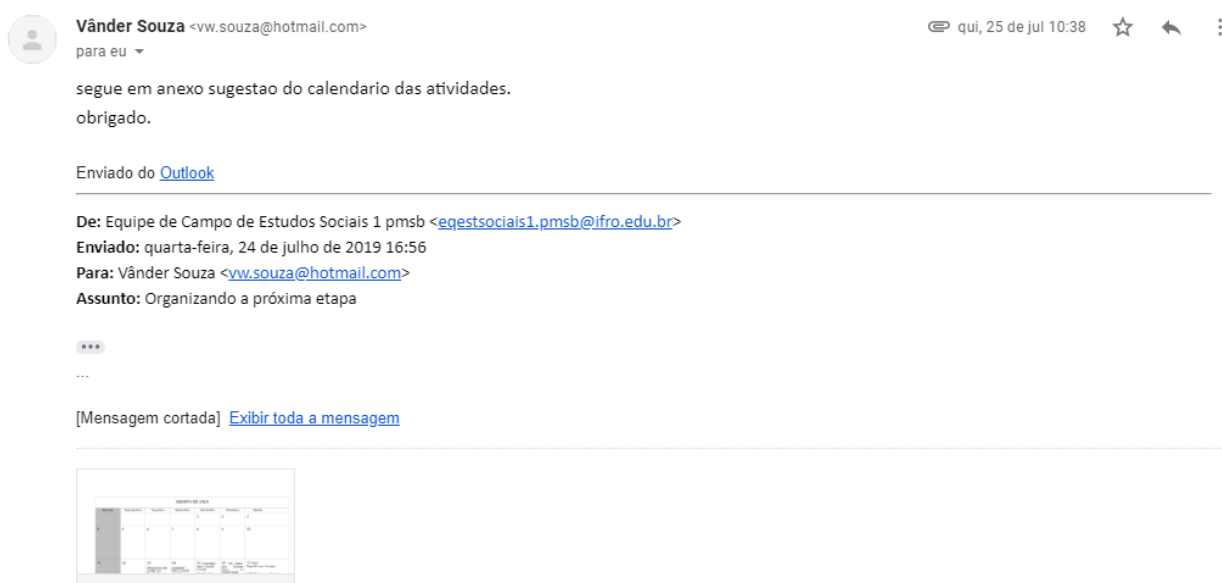 Vânder Souza <vw.souza@hotmail.com>
qui, 25 de jul 10:38
para eu
segue em anexo sugestao do calendario das atividades.
obrigado.
Enviado do Outlook
De: Equipe de Campo de Estudos Sociais 1 pmsb <eqestsociais1.pmsb@ifro.edu.br>
Enviado: quarta-feira, 24 de julho de 2019 16:56
Para: Vânder Souza <vw.souza@hotmail.com>
Assunto: Organizando a próxima etapa
...
[Mensagem cortada] Exibir toda a mensagem
AGOSTO DE 2019